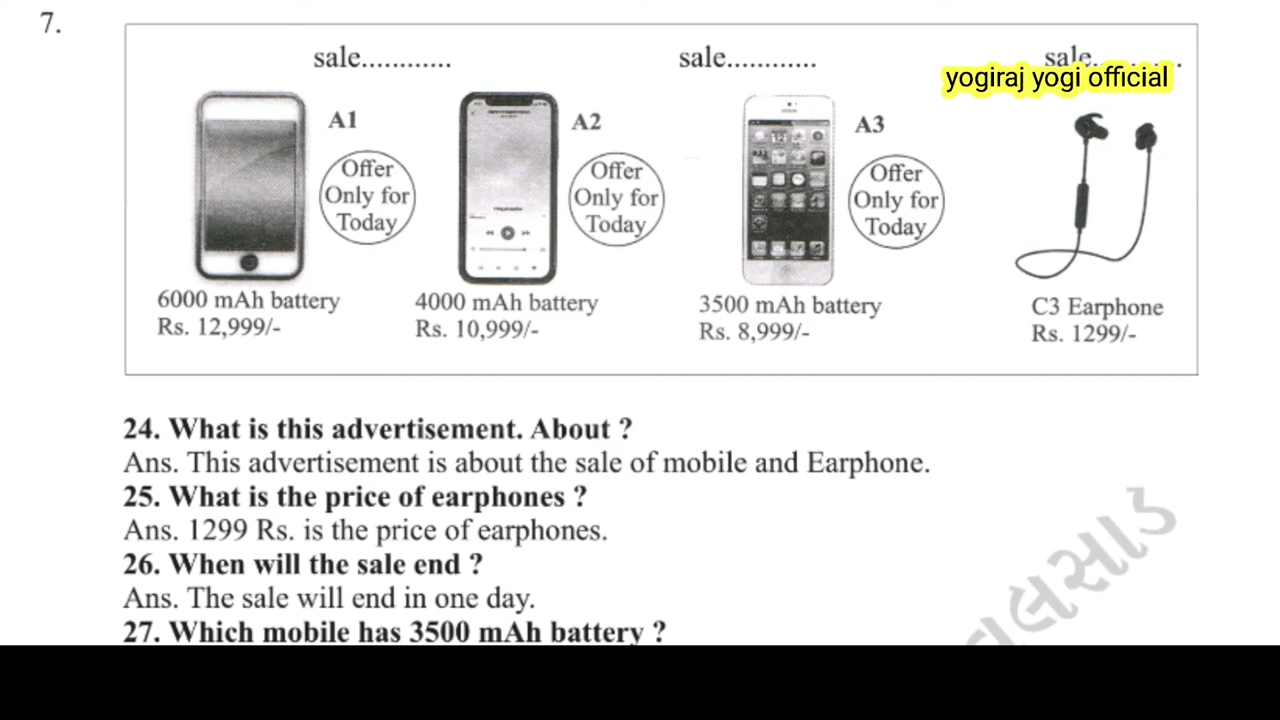 7.
sale............ sale............ sale............
yogiraj yogi official
A1 A2 A3
Offer Only for Today
Offer Only for Today
Offer Only for Today
6000 mAh battery
Rs. 12,999/-
4000 mAh battery
Rs. 10,999/-
3500 mAh battery
Rs. 8,999/-
C3 Earphone
Rs. 1299/-
24. What is this advertisement. About ?
Ans. This advertisement is about the sale of mobile and Earphone.
25. What is the price of earphones ?
Ans. 1299 Rs. is the price of earphones.
26. When will the sale end ?
Ans. The sale will end in one day.
27. Which mobile has 3500 mAh battery ?